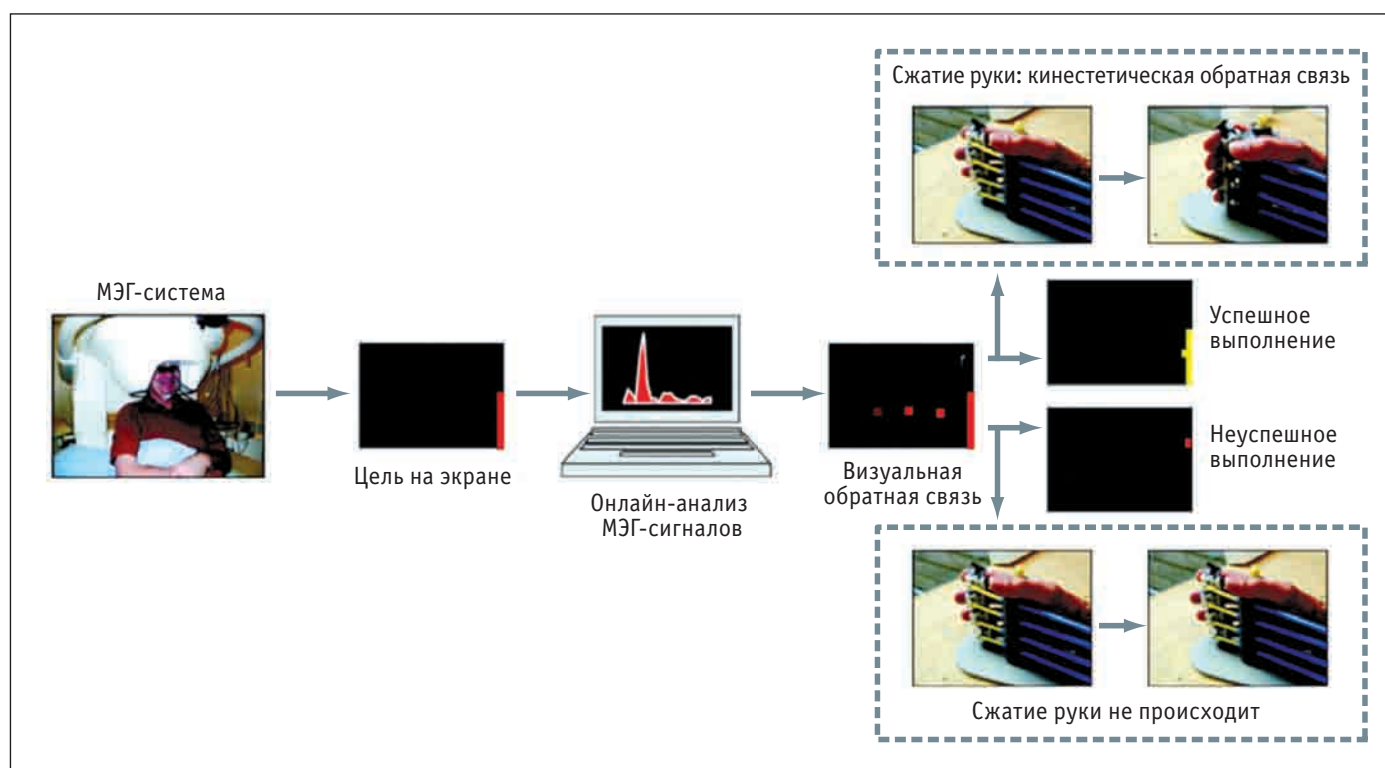 Сжатие руки: кинестетическая обратная связь
МЭГ-система
Цель на экране
Онлайн-анализ
МЭГ-сигналов
Визуальная
обратная связь
Успешное
выполнение
Неуспешное
выполнение
Сжатие руки не происходит